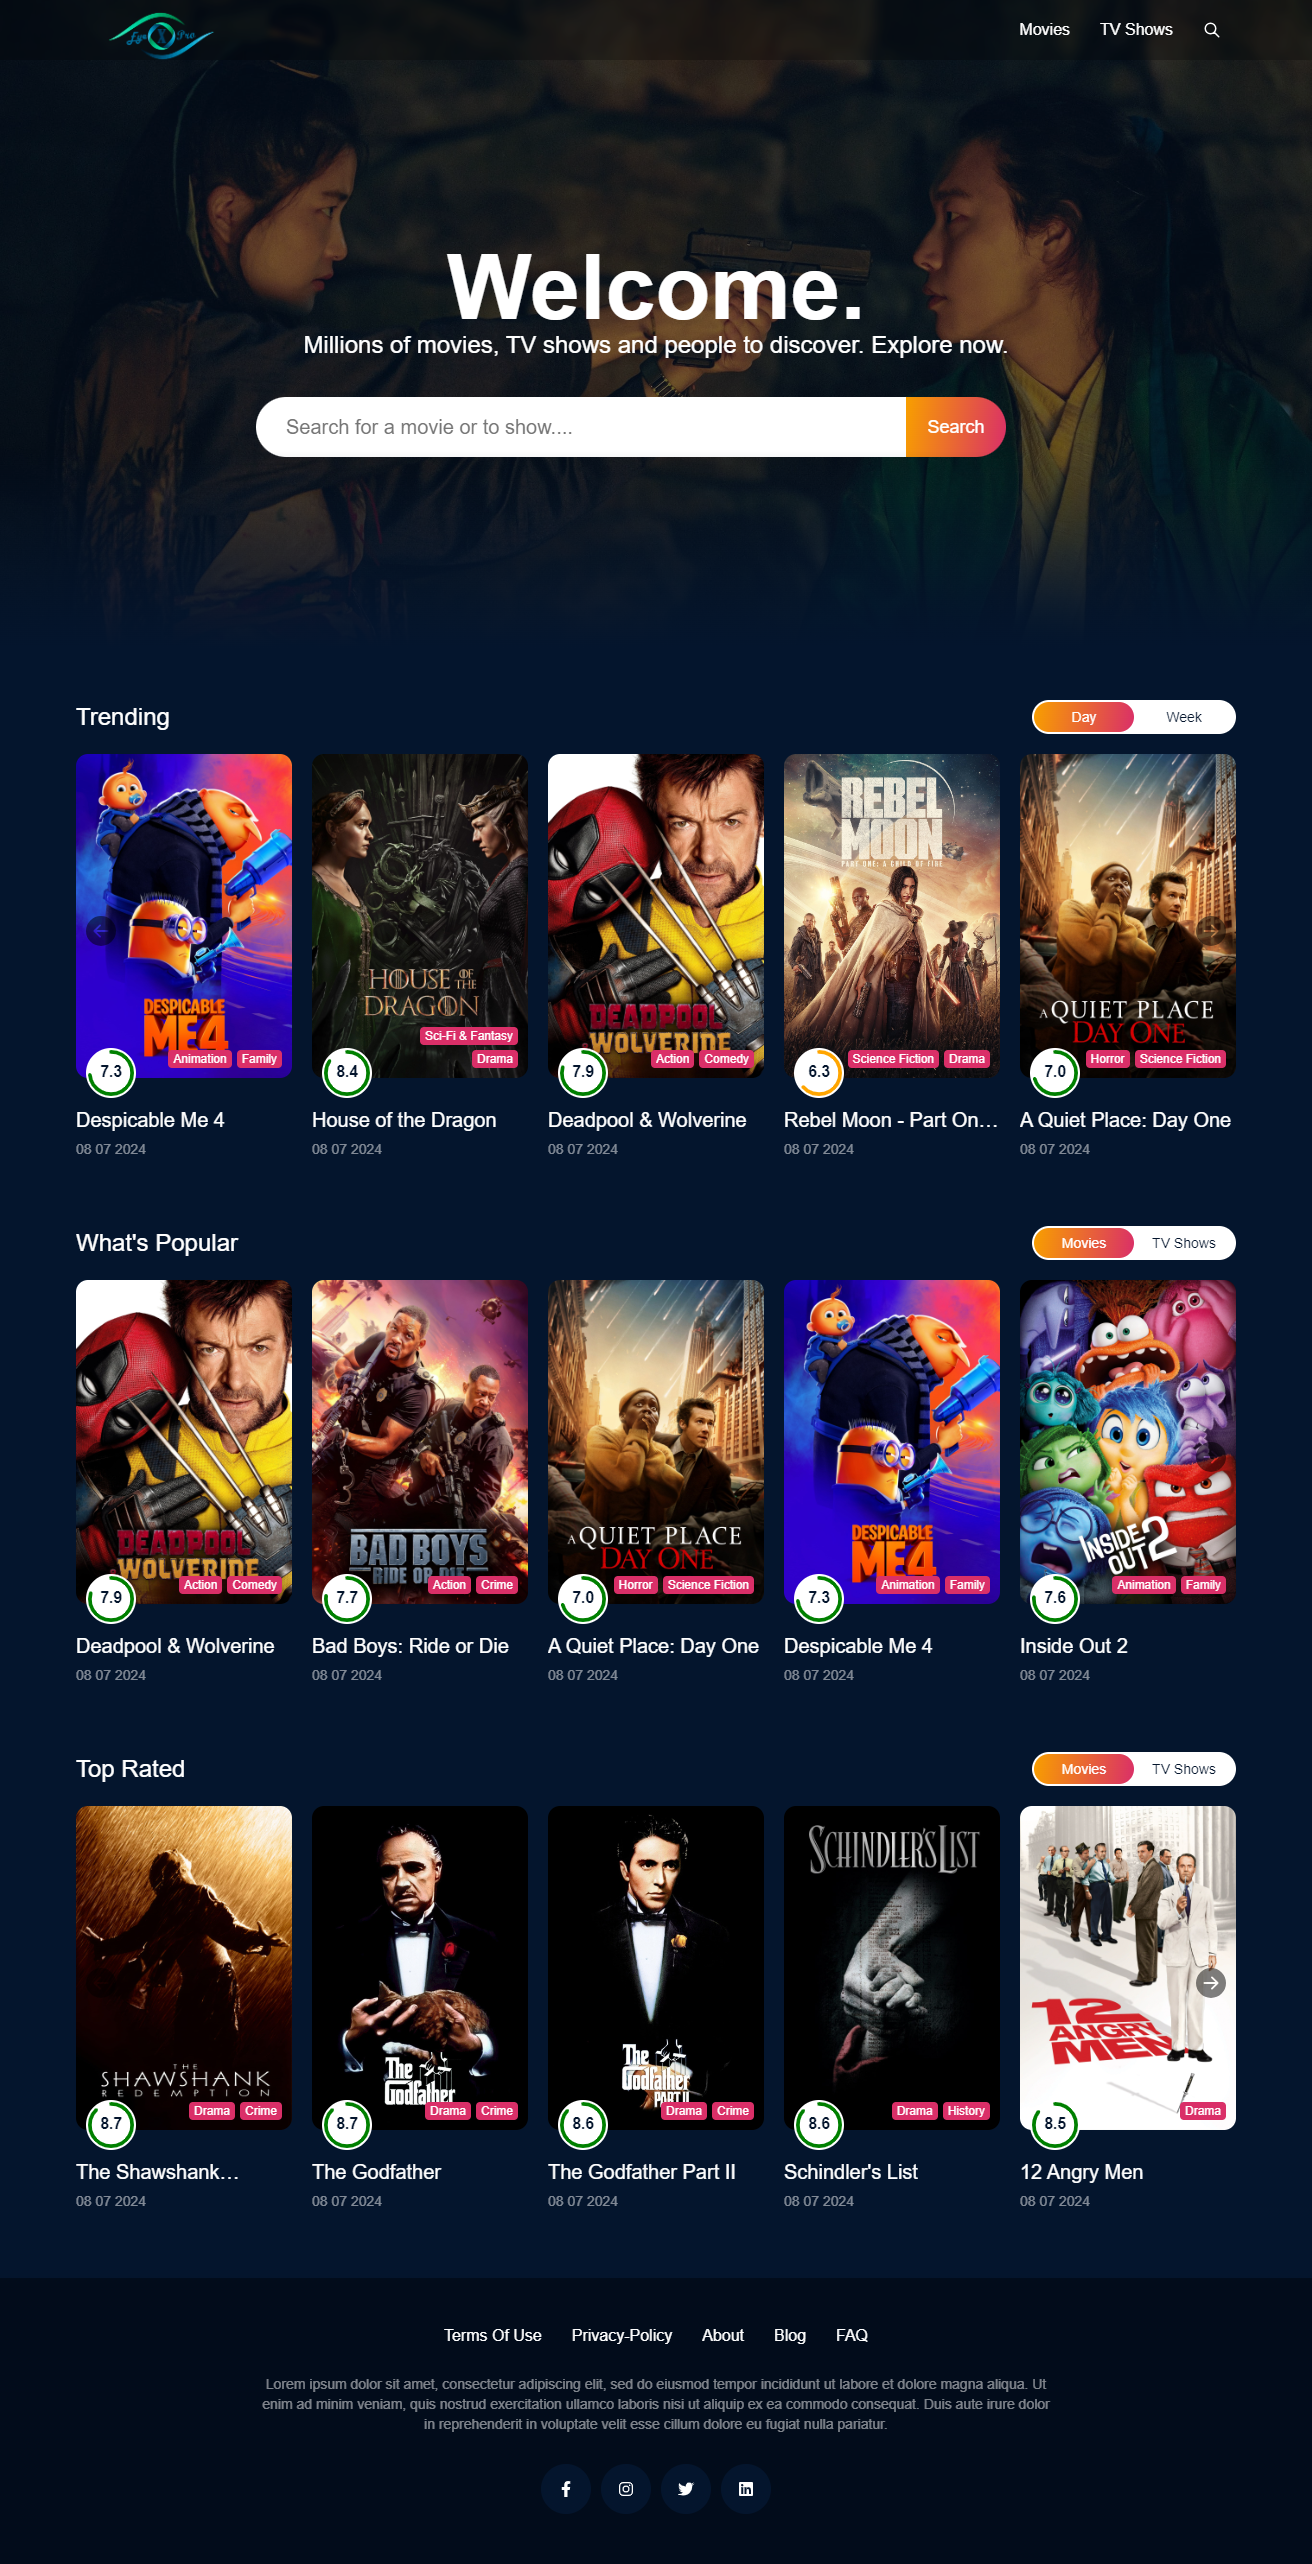 Eye X Pro
Movies TV Shows
Welcome.
Millions of movies, TV shows and people to discover. Explore now.
Search for a movie or to show....
Search
Trending
Day Week
DESPICABLE
ME4
Animation Family
7.3
Despicable Me 4
08 07 2024
HOUSE OF THE
DRAGON
Sci-Fi & Fantasy
Drama
8.4
House of the Dragon
08 07 2024
DEADPOOL
WOLVERINE
Action Comedy
7.9
Deadpool & Wolverine
08 07 2024
REBEL
MOON
PART ONE: A CHILD OF FIRE
Science Fiction Drama
6.3
Rebel Moon - Part On...
08 07 2024
A QUIET PLACE
DAY ONE
Horror Science Fiction
7.0
A Quiet Place: Day One
08 07 2024
What's Popular
Movies TV Shows
DEADPOOL
WOLVERINE
Action Comedy
7.9
Deadpool & Wolverine
08 07 2024
BAD BOYS
RIDE OR DIE
Action Crime
7.7
Bad Boys: Ride or Die
08 07 2024
A QUIET PLACE
DAY ONE
Horror Science Fiction
7.0
A Quiet Place: Day One
08 07 2024
DESPICABLE
ME4
Animation Family
7.3
Despicable Me 4
08 07 2024
INSIDE
OUT 2
Animation Family
7.6
Inside Out 2
08 07 2024
Top Rated
Movies TV Shows
THE
SHAWSHANK
REDEMPTION
Drama Crime
8.7
The Shawshank...
08 07 2024
The
Godfather
Drama Crime
8.7
The Godfather
08 07 2024
The
Godfather
PART II
Drama Crime
8.6
The Godfather Part II
08 07 2024
SCHINDLER'S LIST
Drama History
8.6
Schindler's List
08 07 2024
12
ANGRY
MEN
Drama
8.5
12 Angry Men
08 07 2024
Terms Of Use Privacy-Policy About Blog FAQ
Lorem ipsum dolor sit amet, consectetur adipiscing elit, sed do eiusmod tempor incididunt ut labore et dolore magna aliqua. Ut
enim ad minim veniam, quis nostrud exercitation ullamco laboris nisi ut aliquip ex ea commodo consequat. Duis aute irure dolor
in reprehenderit in voluptate velit esse cillum dolore eu fugiat nulla pariatur.